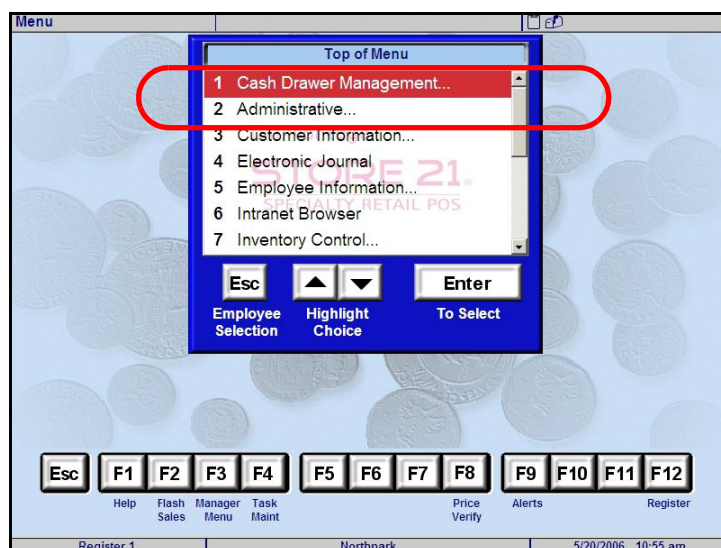 Menu
Top of Menu
1 Cash Drawer Management...
2 Administrative...
3 Customer Information...
4 Electronic Journal
STORE 21
5 Employee Information...
SPECIALTY RETAIL POS
6 Intranet Browser
7 Inventory Control...
Esc Enter
Employee Selection
Highlight Choice
To Select
Esc F1 F2 F3 F4 F5 F6 F7 F8 F9 F10 F11 F12
Help
Flash Sales
Manager Menu
Task Maint
Price Verify
Alerts
Register
Register 1 Northpark 5/20/2006 10:55 am